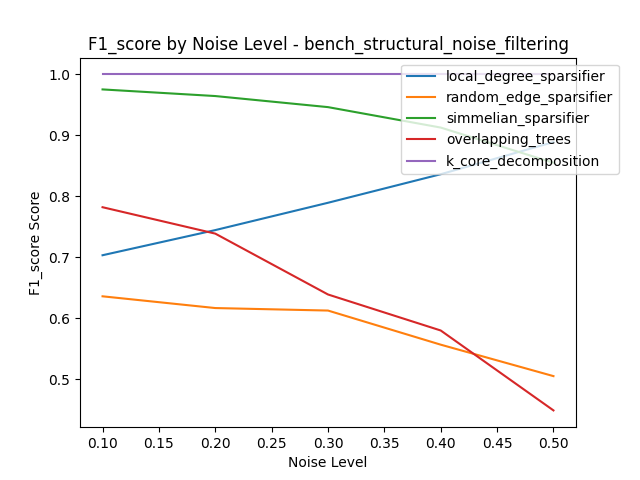 F1_score by Noise Level - bench_structural_noise_filtering
1.0
0.9
0.8
0.7
0.6
0.5
F1_score Score
local_degree_sparsifier
random_edge_sparsifier
simmelian_sparsifier
overlapping_trees
k_core_decomposition
0.10 0.15 0.20 0.25 0.30 0.35 0.40 0.45 0.50
Noise Level